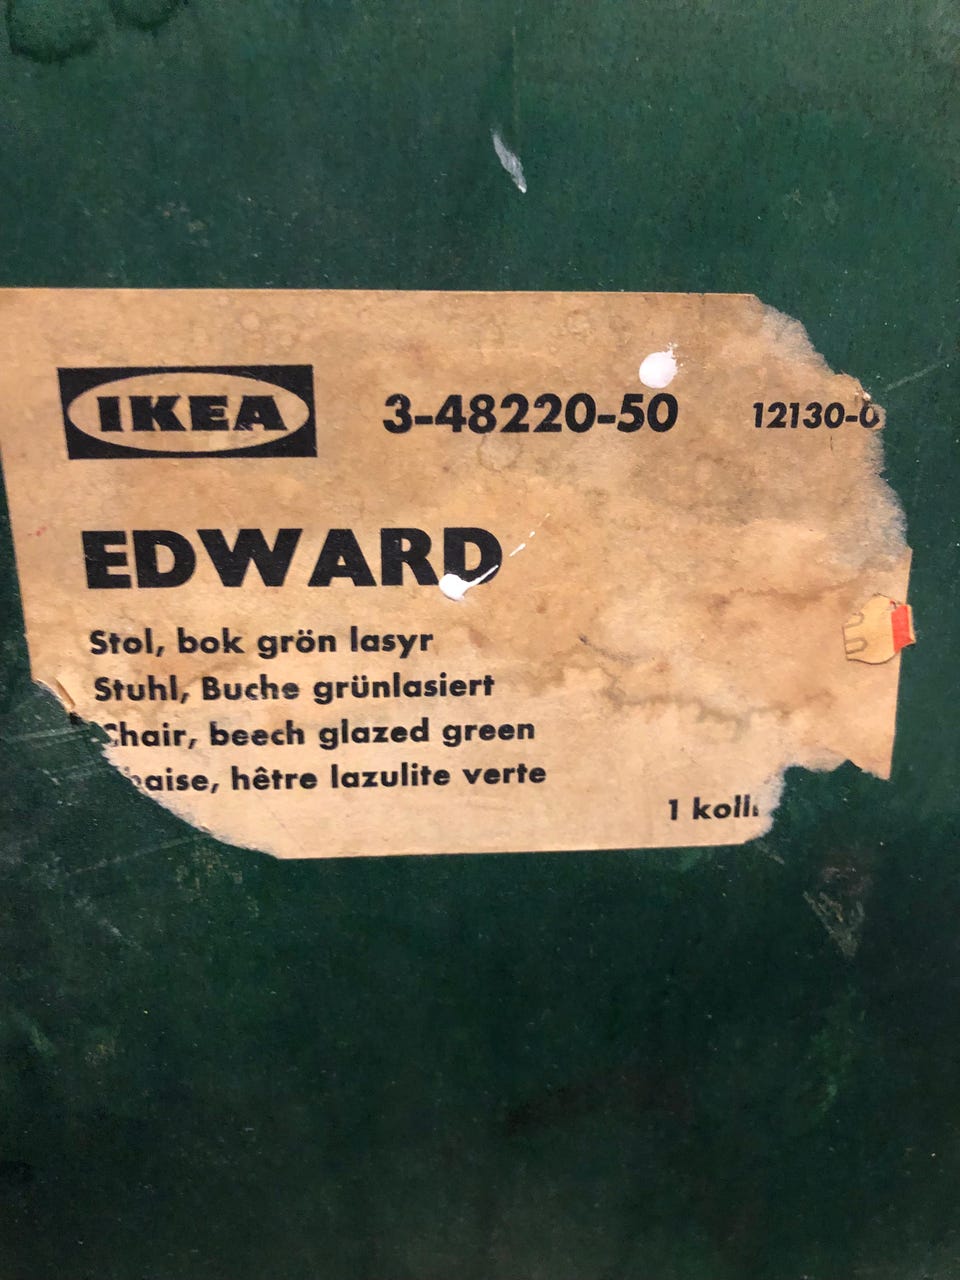 IKEA 3-48220-50 12130-0
EDWARD
Stol, bok grön lasyr
Stuhl, Buche grünlasiert
Chair, beech glazed green
haise, hêtre lazulite verte
1 kolli